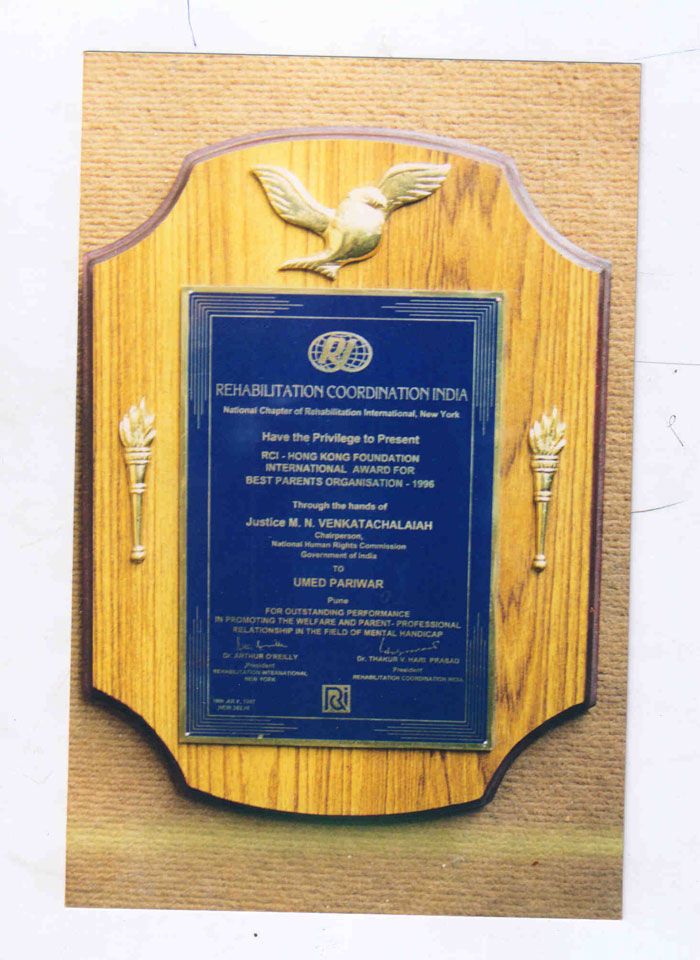 RI
REHABILITATION COORDINATION INDIA
National Chapter of Rehabilitation International, New York
Have the Privilege to Present
RCI - HONG KONG FOUNDATION
INTERNATIONAL AWARD FOR
BEST PARENTS ORGANISATION - 1996
Through the hands of
Justice M. N. VENKATACHALAIAH
Chairperson,
National Human Rights Commission
Government of India
TO
UMED PARIWAR
Pune
FOR OUTSTANDING PERFORMANCE
IN PROMOTING THE WELFARE AND PARENT- PROFESSIONAL
RELATIONSHIP IN THE FIELD OF MENTAL HANDICAP
Dr. ARTHUR O'REILLY
President
REHABILITATION INTERNATIONAL
NEW YORK
Dr. THAKUR V. HARI PRASAD
President
REHABILITATION COORDINATION INDIA
1997
NEW DELHI